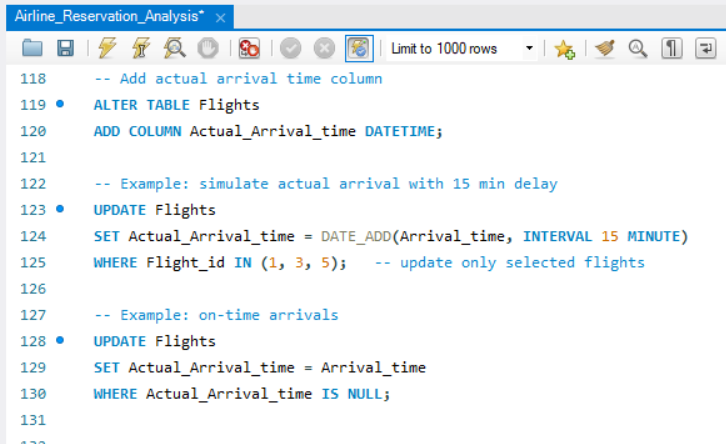 Airline_Reservation_Analysis*
Limit to 1000 rows
118 -- Add actual arrival time column
119 ALTER TABLE Flights
120 ADD COLUMN Actual_Arrival_time DATETIME;
121
122 -- Example: simulate actual arrival with 15 min delay
123 UPDATE Flights
124 SET Actual_Arrival_time = DATE_ADD(Arrival_time, INTERVAL 15 MINUTE)
125 WHERE Flight_id IN (1, 3, 5);   -- update only selected flights
126
127 -- Example: on-time arrivals
128 UPDATE Flights
129 SET Actual_Arrival_time = Arrival_time
130 WHERE Actual_Arrival_time IS NULL;
131